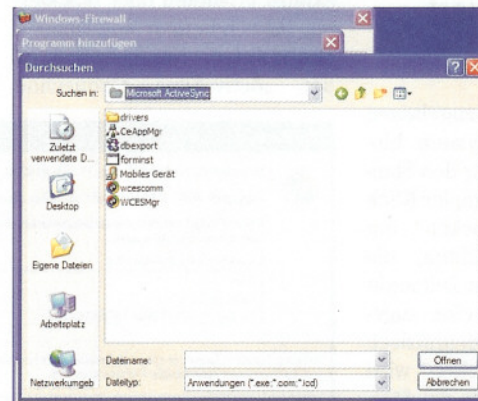 Windows-Firewall
Programm hinzufügen
Durchsuchen
Suchen in:
Microsoft ActiveSync
Zuletzt
verwendete D...
Desktop
Eigene Dateien
Arbeitsplatz
Netzwerkumgeb
drivers
CeAppMgr
dbexport
forminst
Mobiles Gerät
wcescomm
WCESMgr
Dateiname:
Öffnen
Dateityp:
Anwendungen (*.exe;*.com;*.icd)
Abbrechen